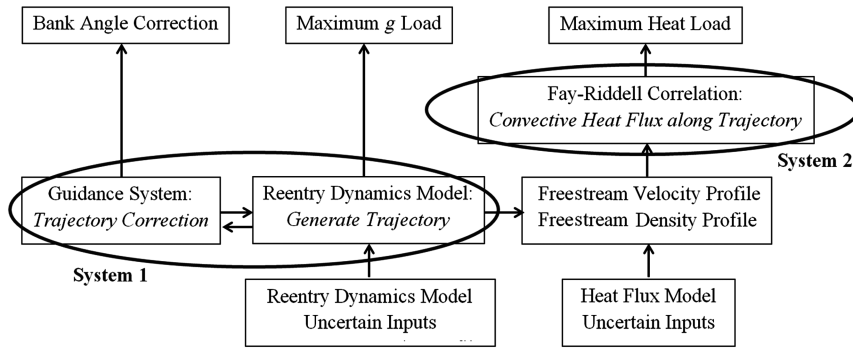 Bank Angle Correction
Maximum g Load
Maximum Heat Load
Fay-Riddell Correlation:
Convective Heat Flux along Trajectory
System 2
Guidance System:
Trajectory Correction
Reentry Dynamics Model:
Generate Trajectory
Freestream Velocity Profile
Freestream Density Profile
System 1
Reentry Dynamics Model
Uncertain Inputs
Heat Flux Model
Uncertain Inputs